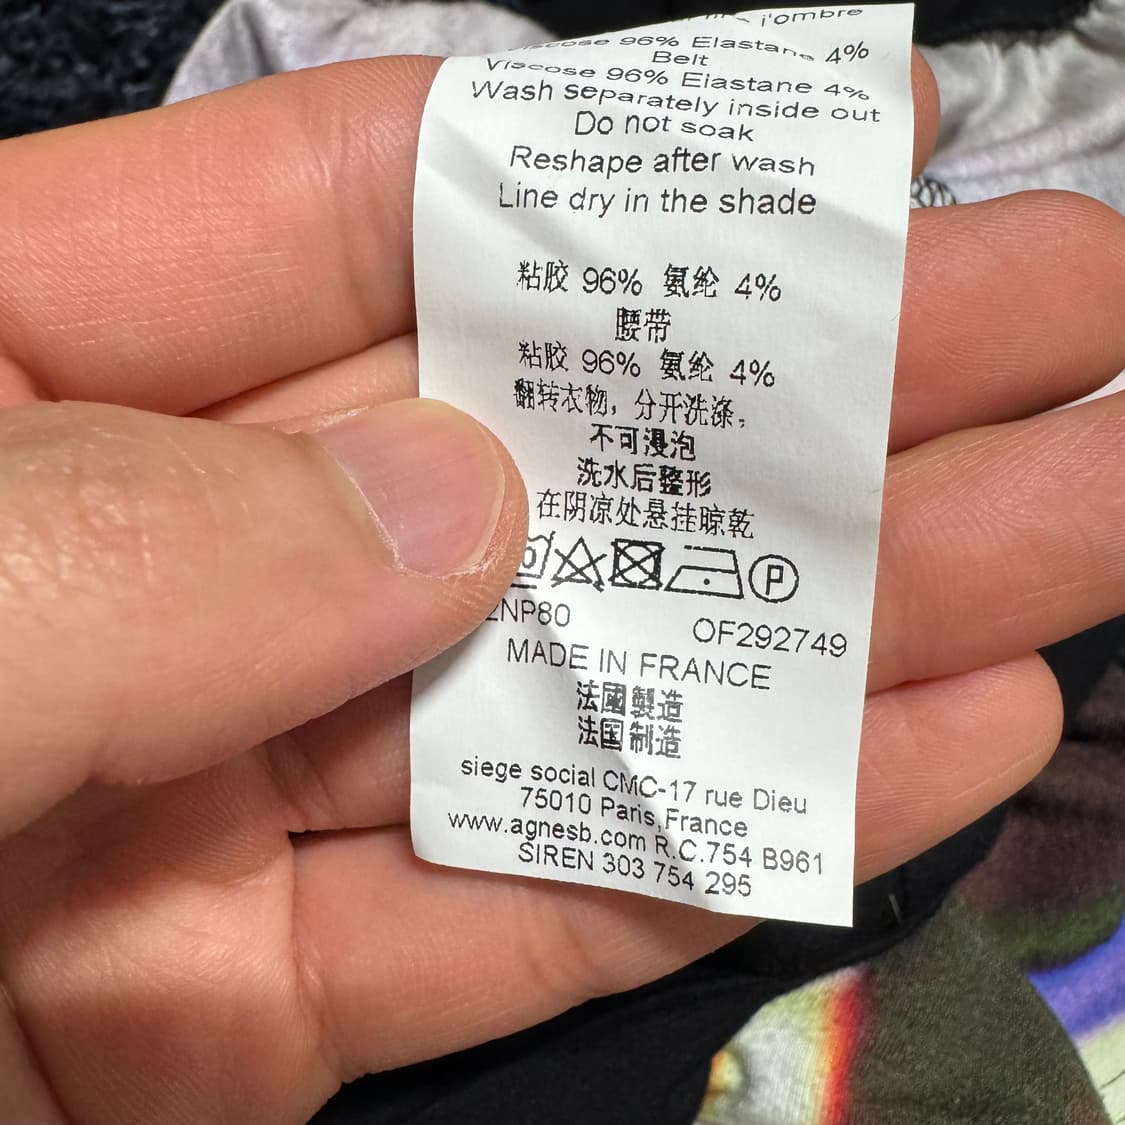 l'ombre
Viscose 96% Elastane 4%
Belt
Viscose 96% Elastane 4%
Wash separately inside out
Do not soak
Reshape after wash
Line dry in the shade
粘胶 96% 氨纶 4%
腰带
粘胶 96% 氨纶 4%
翻转衣物，分开洗涤。
不可浸泡
洗水后整形
在阴凉处悬挂晾乾
P
NP80 OF292749
MADE IN FRANCE
法國製造
法国制造
siege social CMC-17 rue Dieu
75010 Paris,France
www.agnesb.com R.C.754 B961
SIREN 303 754 295